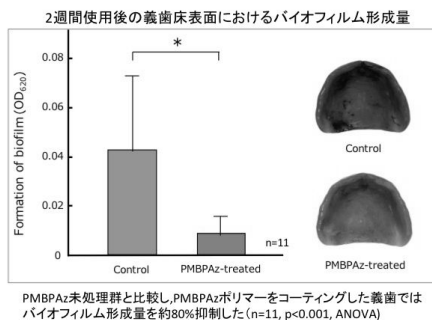 2週間使用後の義歯床表面におけるバイオフィルム形成量
Formation of biofilm (OD620)
0.08
0.06
0.04
0.02
0
*
n=11
Control
PMBPAz-treated
Control
PMBPAz-treated
PMBPAz未処理群と比較し,PMBPAzポリマーをコーティングした義歯では
バイオフィルム形成量を約80%抑制した(n=11, p<0.001, ANOVA)